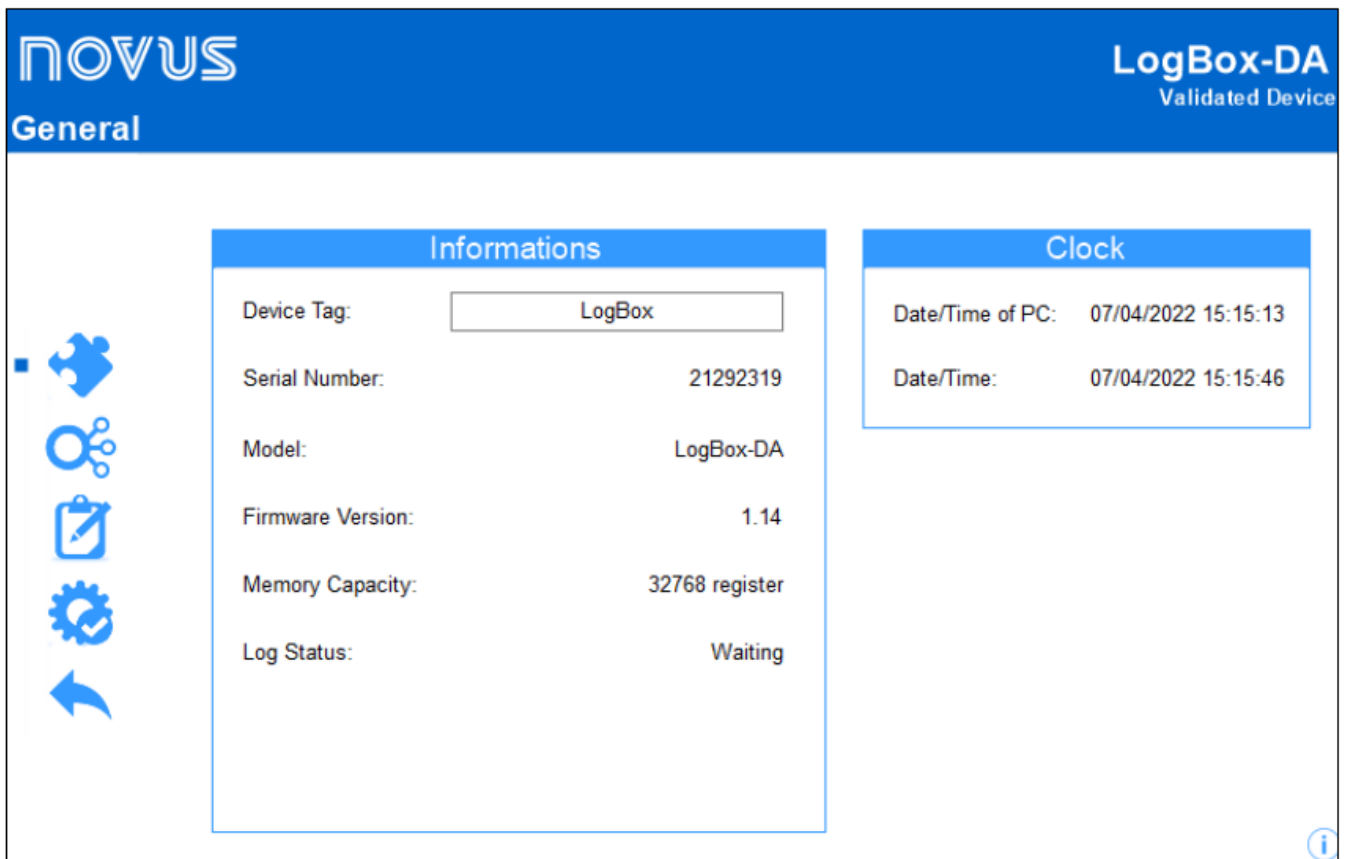 NOVUS
LogBox-DA
Validated Device
General
Informations
Device Tag: LogBox
Serial Number: 21292319
Model: LogBox-DA
Firmware Version: 1.14
Memory Capacity: 32768 register
Log Status: Waiting
Clock
Date/Time of PC: 07/04/2022 15:15:13
Date/Time: 07/04/2022 15:15:46
i